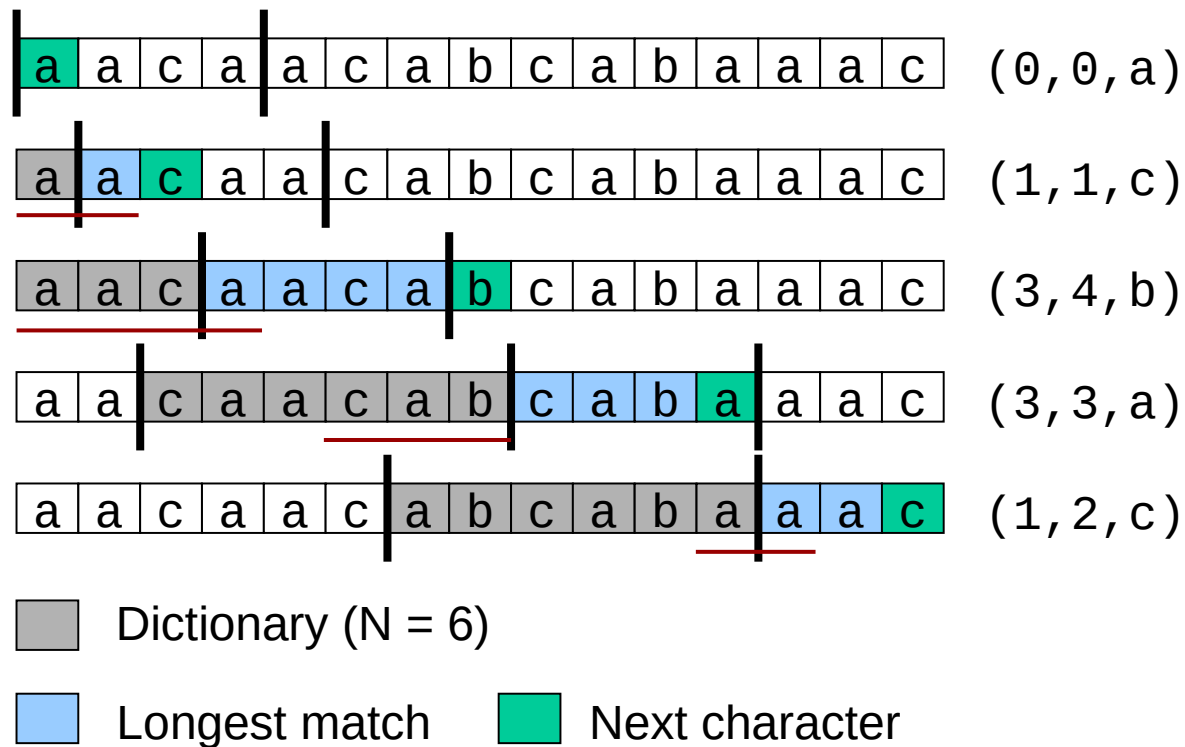 a a c a a c a b c a b a a a c (0,0,a)
a a c a a c a b c a b a a a c (1,1,c)
a a c a a c a b c a b a a a c (3,4,b)
a a c a a c a b c a b a a a c (3,3,a)
a a c a a c a b c a b a a a c (1,2,c)
Dictionary (N = 6)
Longest match Next character